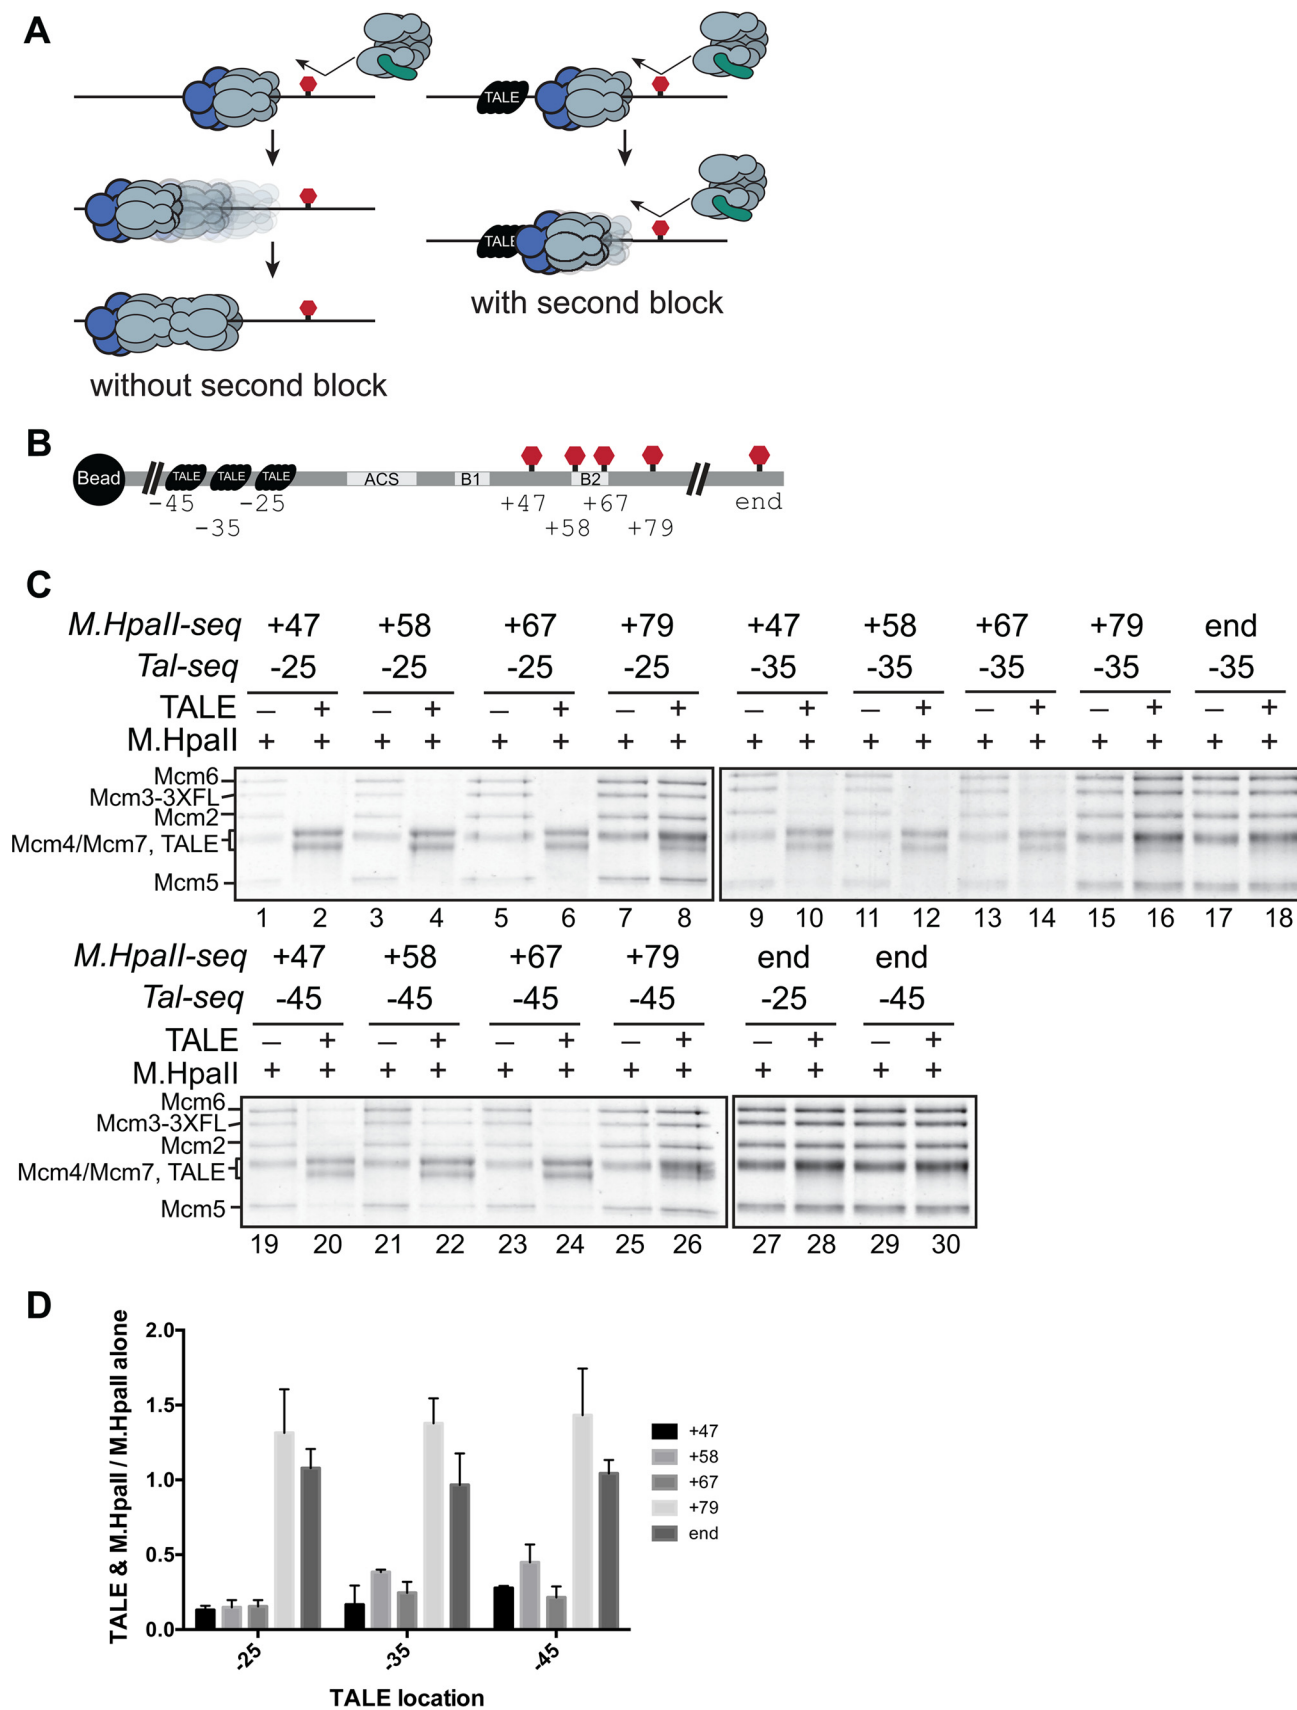 A
TALE
TALE
without second block
with second block
B
Bead
TALE TALE TALE
ACS B1 B2
-45 -25 +47 +67 end
-35 +58 +79
C
M.HpaII-seq +47 +58 +67 +79 +47 +58 +67 +79 end
Tal-seq -25 -25 -25 -25 -35 -35 -35 -35 -35
TALE – + – + – + – + – + – + – + – + – +
M.HpaII + + + + + + + + + + + + + + + + + +
Mcm6
Mcm3-3XFL
Mcm2
Mcm4/Mcm7, TALE
Mcm5
1 2 3 4 5 6 7 8 9 10 11 12 13 14 15 16 17 18
M.HpaII-seq +47 +58 +67 +79 end end
Tal-seq -45 -45 -45 -45 -25 -45
TALE – + – + – + – + – + – +
M.HpaII + + + + + + + + + + + +
Mcm6
Mcm3-3XFL
Mcm2
Mcm4/Mcm7, TALE
Mcm5
19 20 21 22 23 24 25 26 27 28 29 30
D
TALE & M.HpaII / M.HpaII alone
2.0
1.5
1.0
0.5
0.0
+47
+58
+67
+79
end
-25 -35 -45
TALE location